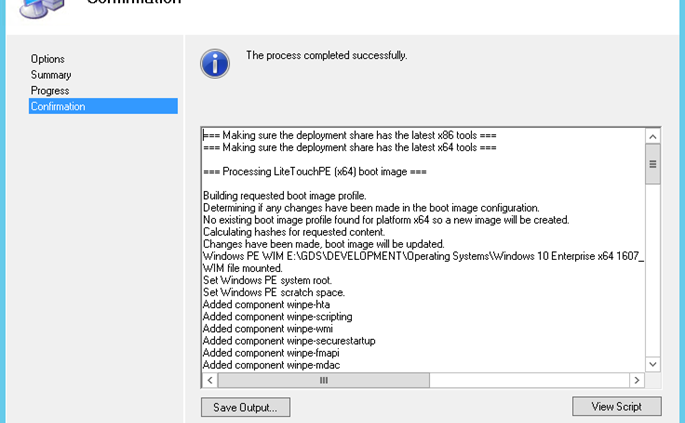 Confirmation
Options
Summary
Progress
Confirmation
The process completed successfully.
=== Making sure the deployment share has the latest x86 tools ===
=== Making sure the deployment share has the latest x64 tools ===
=== Processing LiteTouchPE (x64) boot image ===
Building requested boot image profile.
Determining if any changes have been made in the boot image configuration.
No existing boot image profile found for platform x64 so a new image will be created.
Calculating hashes for requested content.
Changes have been made, boot image will be updated.
Windows PE WIM E:\GDS\DEVELOPMENT\Operating Systems\Windows 10 Enterprise x64 1607_
WIM file mounted.
Set Windows PE system root.
Set Windows PE scratch space.
Added component winpe-hta
Added component winpe-scripting
Added component winpe-wmi
Added component winpe-securestartup
Added component winpe-fmapi
Added component winpe-mdac
Save Output...
View Script